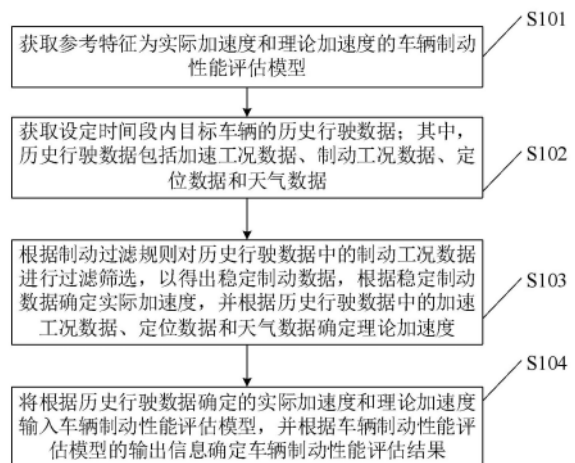 获取参考特征为实际加速度和理论加速度的车辆制动
性能评估模型
S101
获取设定时间段内目标车辆的历史行驶数据；其中，
历史行驶数据包括加速工况数据、制动工况数据、定
位数据和天气数据
S102
根据制动过滤规则对历史行驶数据中的制动工况数据
进行过滤筛选，以得出稳定制动数据，根据稳定制动
数据确定实际加速度，并根据历史行驶数据中的加速
工况数据、定位数据和天气数据确定理论加速度
S103
将根据历史行驶数据确定的实际加速度和理论加速度
输入车辆制动性能评估模型，并根据车辆制动性能评
估模型的输出信息确定车辆制动性能评估结果
S104